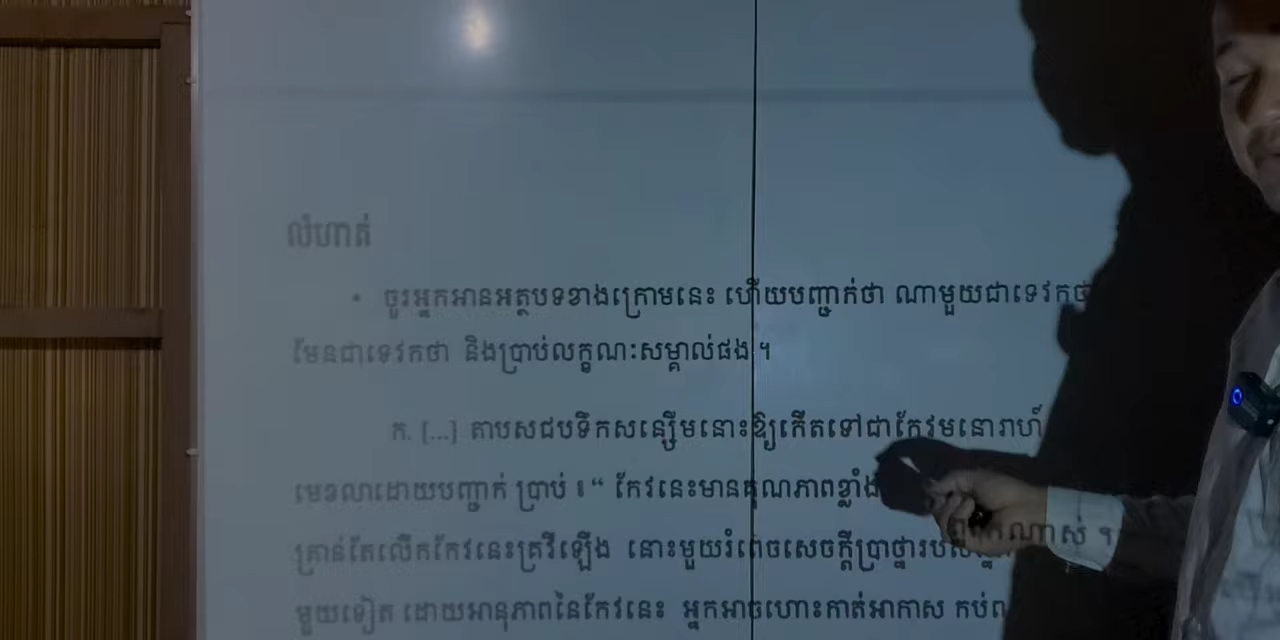 លំហាត់
• ចូរអ្នកអានអត្ថបទខាងក្រោមនេះ ហើយបញ្ជាក់ថា ណាមួយជាទេវកថា
មែនជាទេវកថា និងប្រាប់លក្ខណៈសម្គាល់ផង ។
ក. [...] តាបសជបទឹកសន្សើមនោះឱ្យកើតទៅជាកែវមនោរាហ៍
មេខលាដោយបញ្ជាក់ ប្រាប់ ៖ “ កែវនេះមានគុណភាពខ្លាំង ណាស់ ។
គ្រាន់តែលើកកែវនេះគ្រវីឡើង នោះមួយរំពេចសេចក្ដីប្រាថ្នារបស់
មួយទៀត ដោយអានុភាពនៃកែវនេះ អ្នកអាចហោះកាត់អាកាស